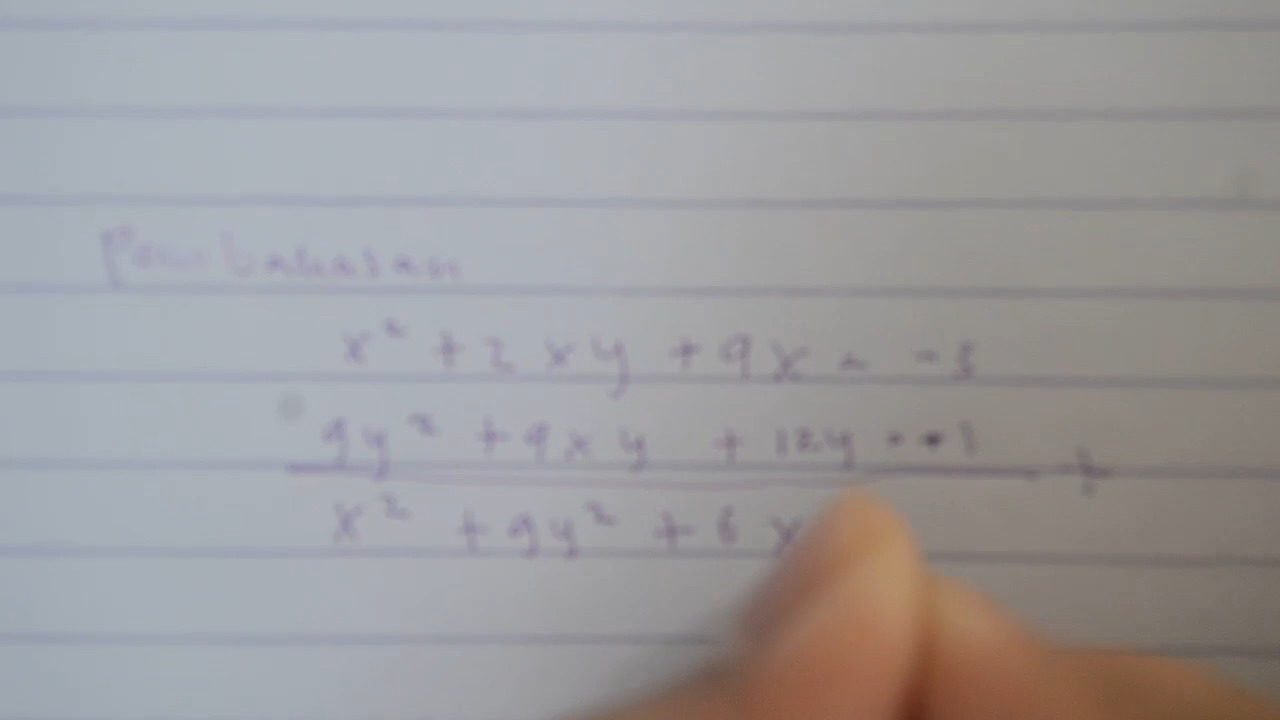 Pembahasan
x² + 2xy + 9x - -3
9y² + 9xy + 12y - -1
+
x² + 9y² + 6x